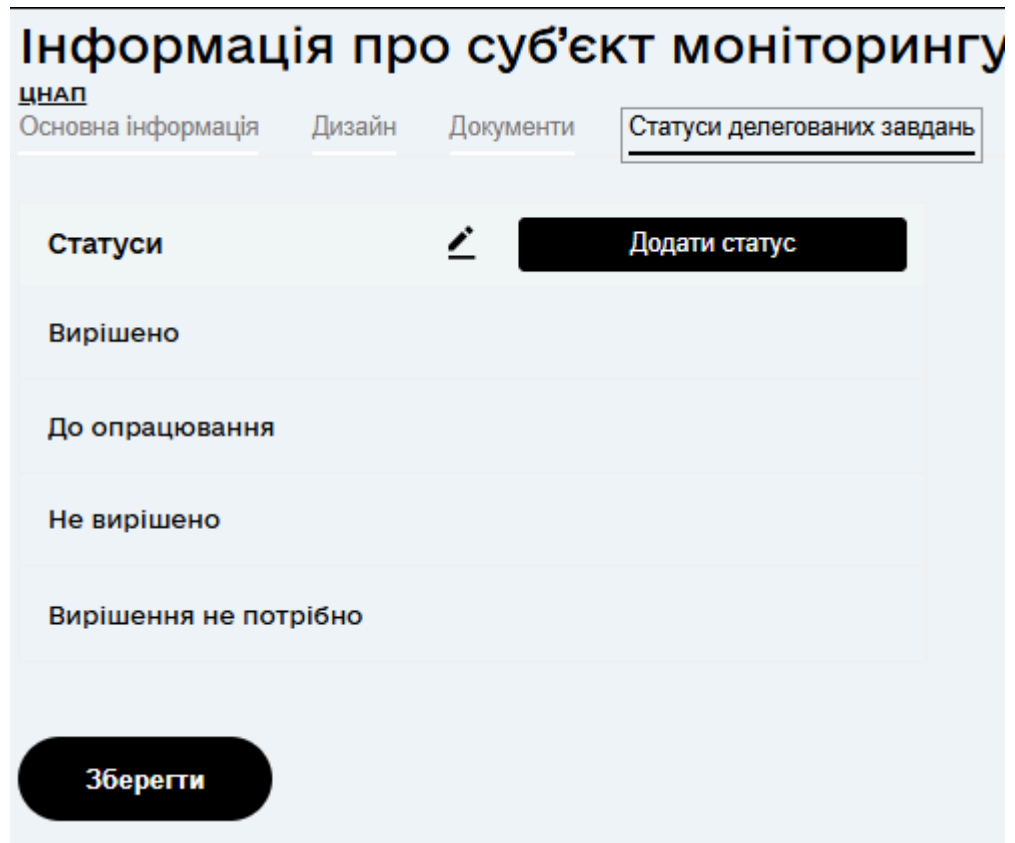 Інформація про суб’єкт моніторингу
ЦНАП
Основна інформація Дизайн Документи Статуси делегованих завдань
Статуси Додати статус
Вирішено
До опрацювання
Не вирішено
Вирішення не потрібно
Зберегти